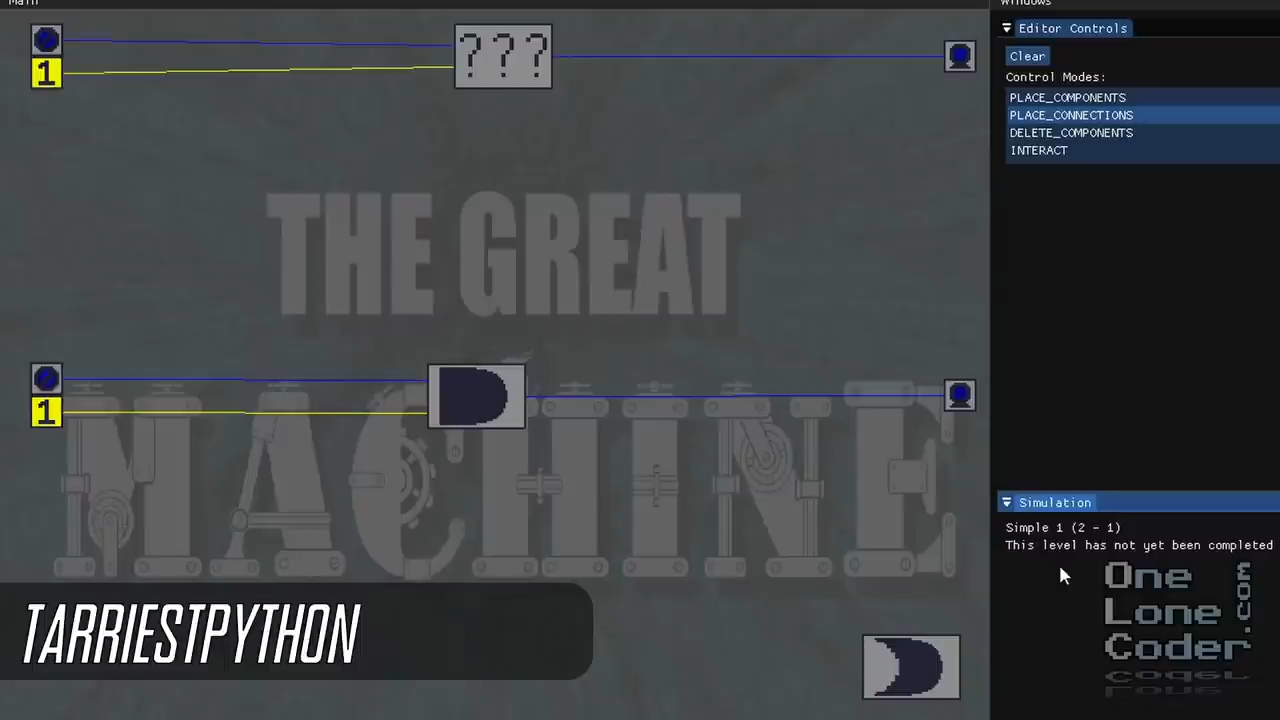 Main
Windows
Editor Controls
Clear
Control Modes:
PLACE_COMPONENTS
PLACE_CONNECTIONS
DELETE_COMPONENTS
INTERACT
1
???
THE GREAT
MACHINE
1
Simulation
Simple 1 (2 - 1)
This level has not yet been completed
One
Lone
Coder
.com
TARRIESTPYTHON